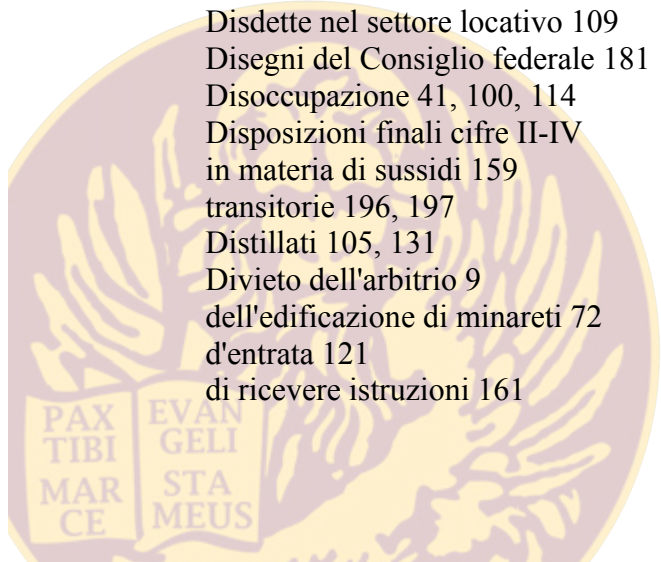 Disdette nel settore locativo 109
Disegni del Consiglio federale 181
Disoccupazione 41, 100, 114
Disposizioni finali cifre II-IV
in materia di sussidi 159
transitorie 196, 197
Distillati 105, 131
Divieto dell'arbitrio 9
dell'edificazione di minareti 72
d'entrata 121
di ricevere istruzioni 161
PAX
TIBI
MAR
CE
EVAN
GELI
STA
MEUS